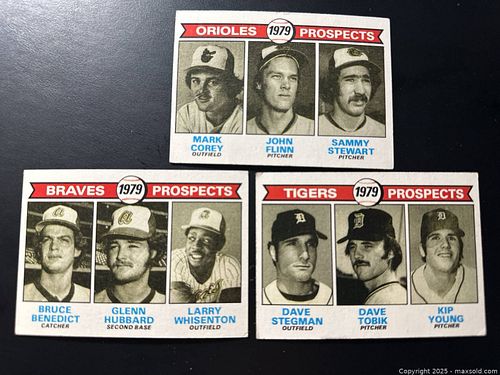 ORIOLES 1979 PROSPECTS
MARK COREY
OUTFIELD
JOHN FLINN
PITCHER
SAMMY STEWART
PITCHER
BRAVES 1979 PROSPECTS
BRUCE BENEDICT
CATCHER
GLENN HUBBARD
SECOND BASE
LARRY WHISENTON
OUTFIELD
TIGERS 1979 PROSPECTS
DAVE STEGMAN
OUTFIELD
DAVE TOBIK
PITCHER
KIP YOUNG
PITCHER
Copyright 2025 - maxsold.com